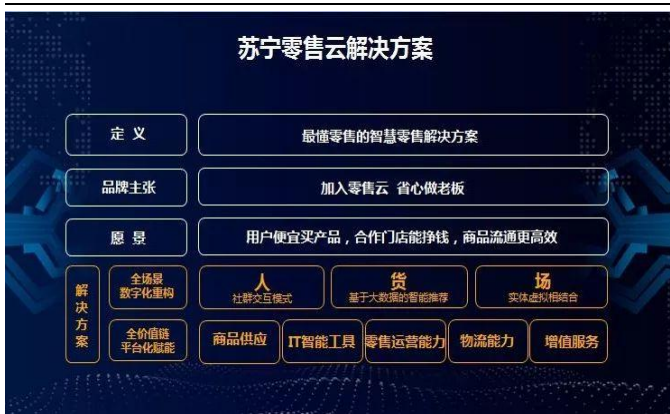 苏宁零售云解决方案
定 义
最懂零售的智慧零售解决方案
品牌主张
加入零售云 省心做老板
愿 景
用户便宜买产品，合作门店能挣钱，商品流通更高效
解决方案
全场景
数字化重构
人
社群交互模式
货
基于大数据的智能推荐
场
实体虚拟相结合
全价值链
平台化赋能
商品供应
IT智能工具
零售运营能力
物流能力
增值服务